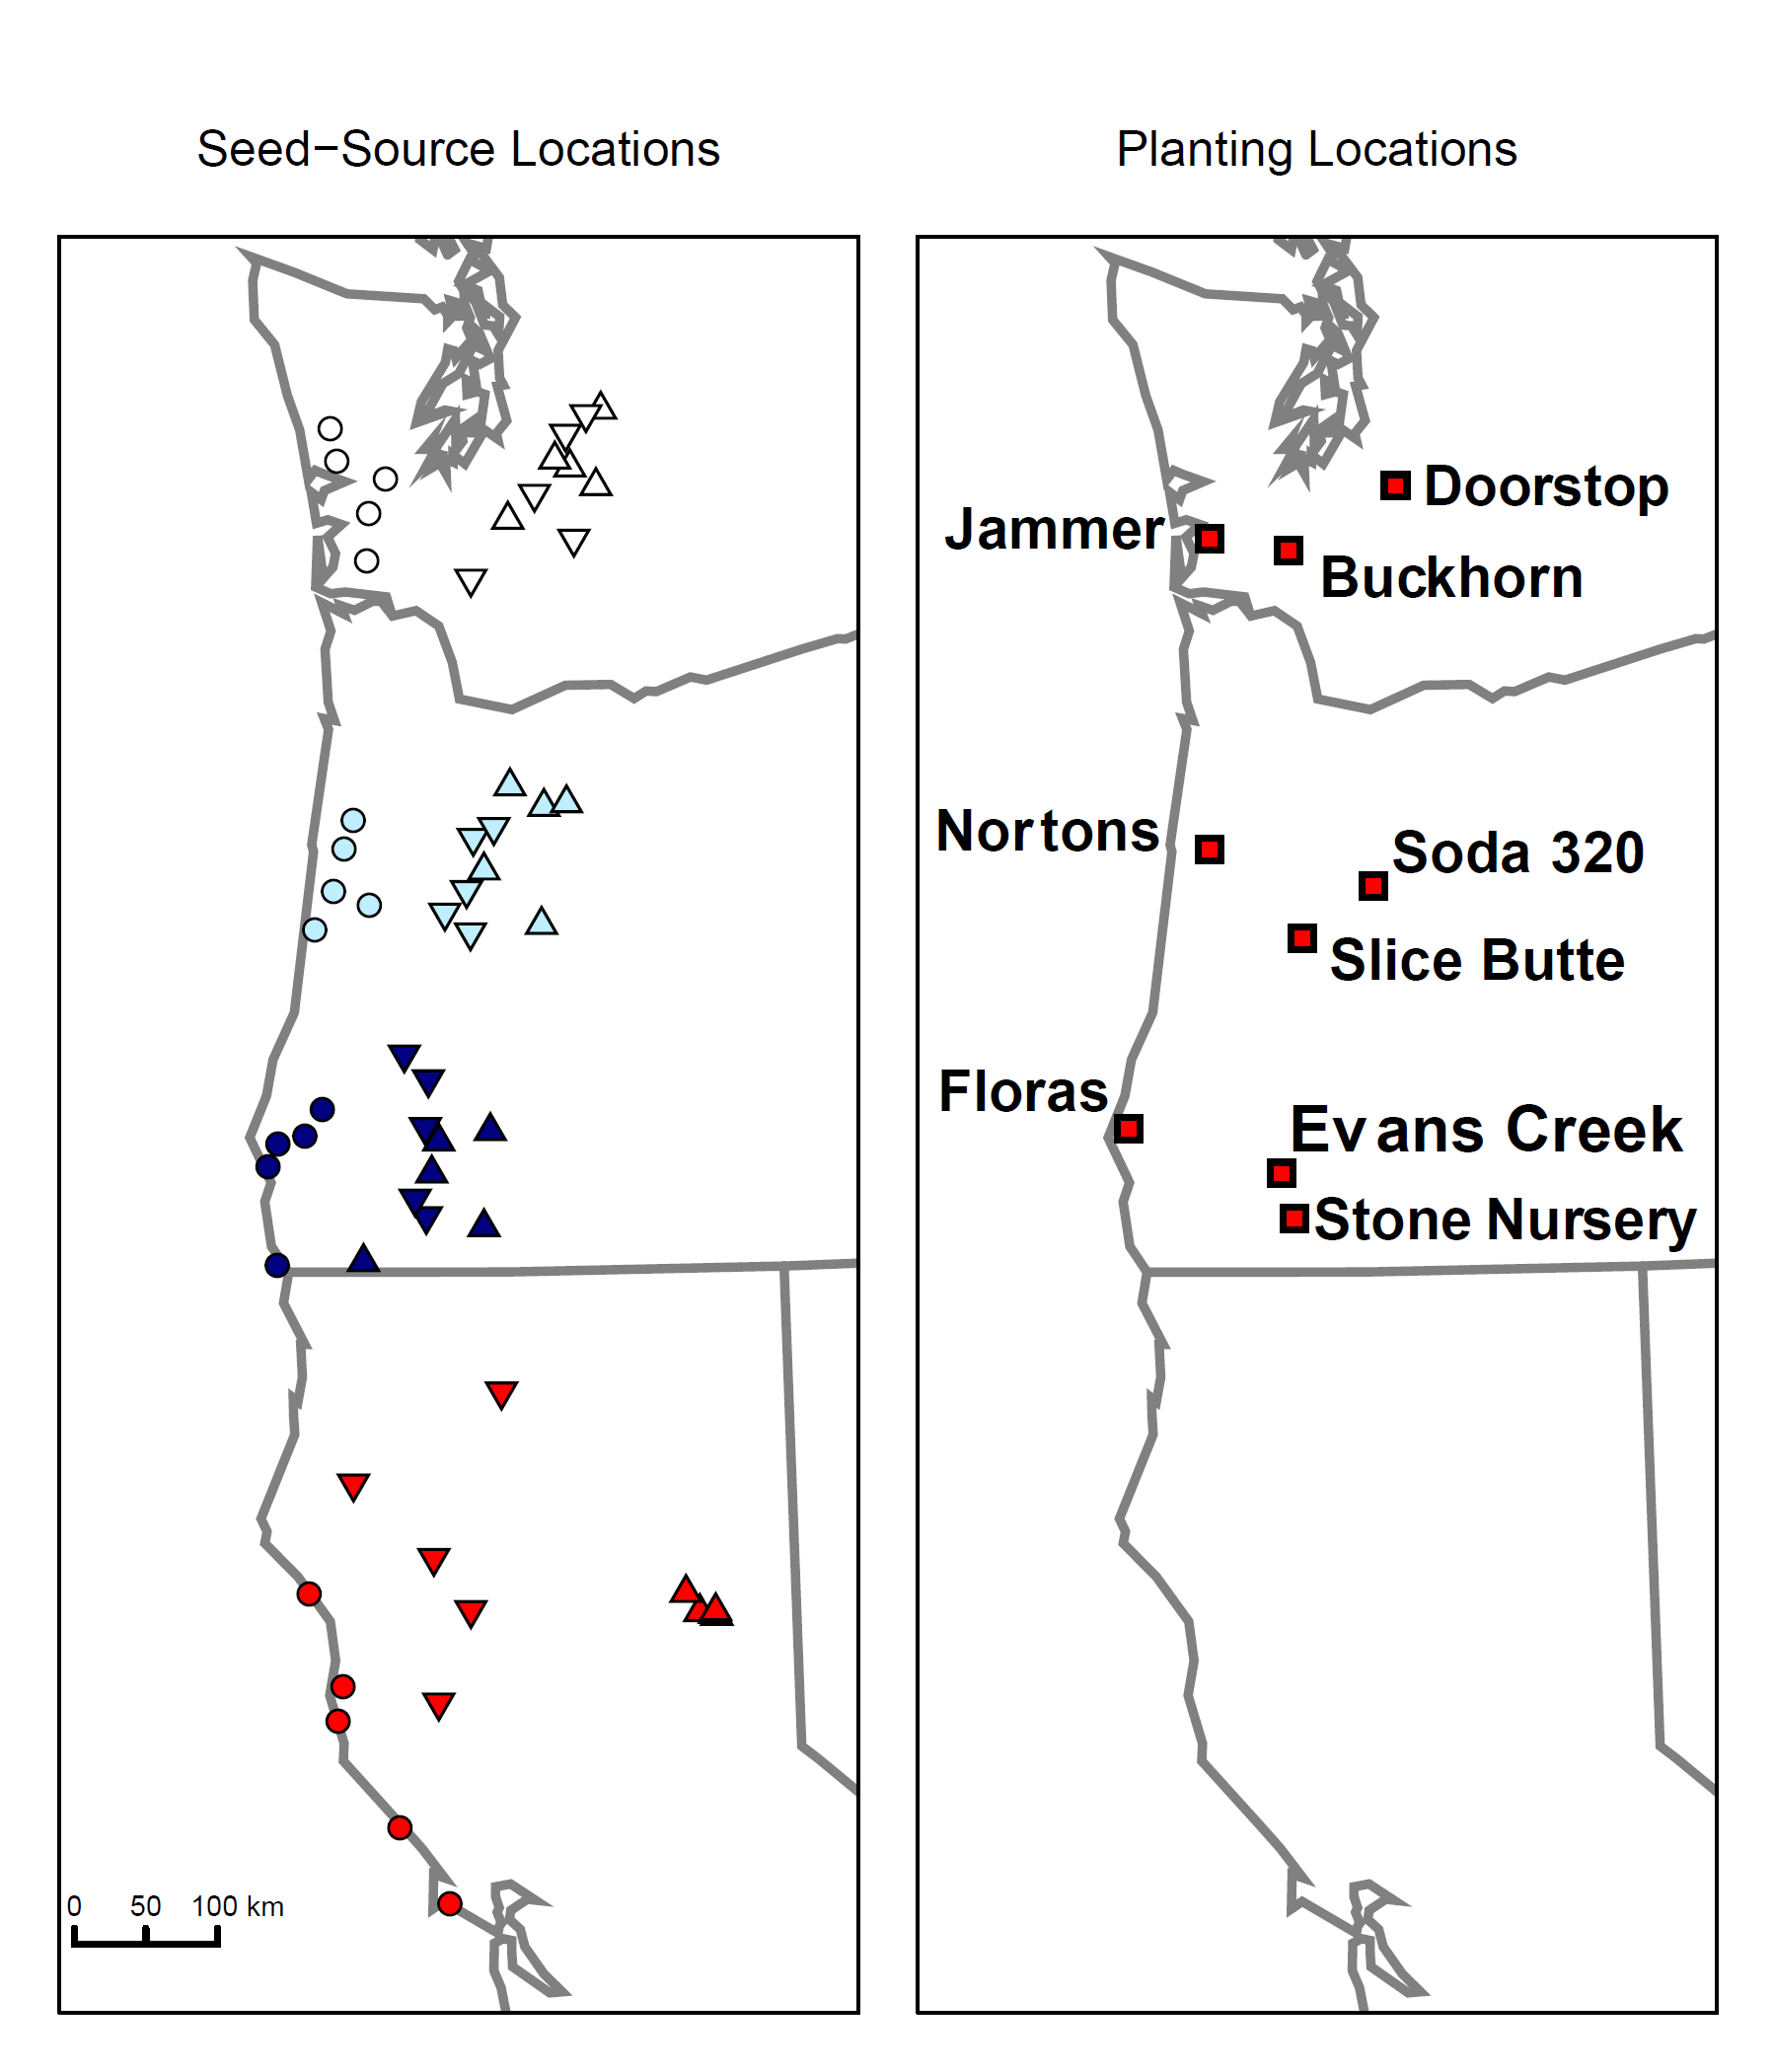 Seed−Source Locations
Planting Locations
Doorstop
Jammer
Buckhorn
Nortons
Soda 320
Slice Butte
Floras
Evans Creek
Stone Nursery
0 50 100 km